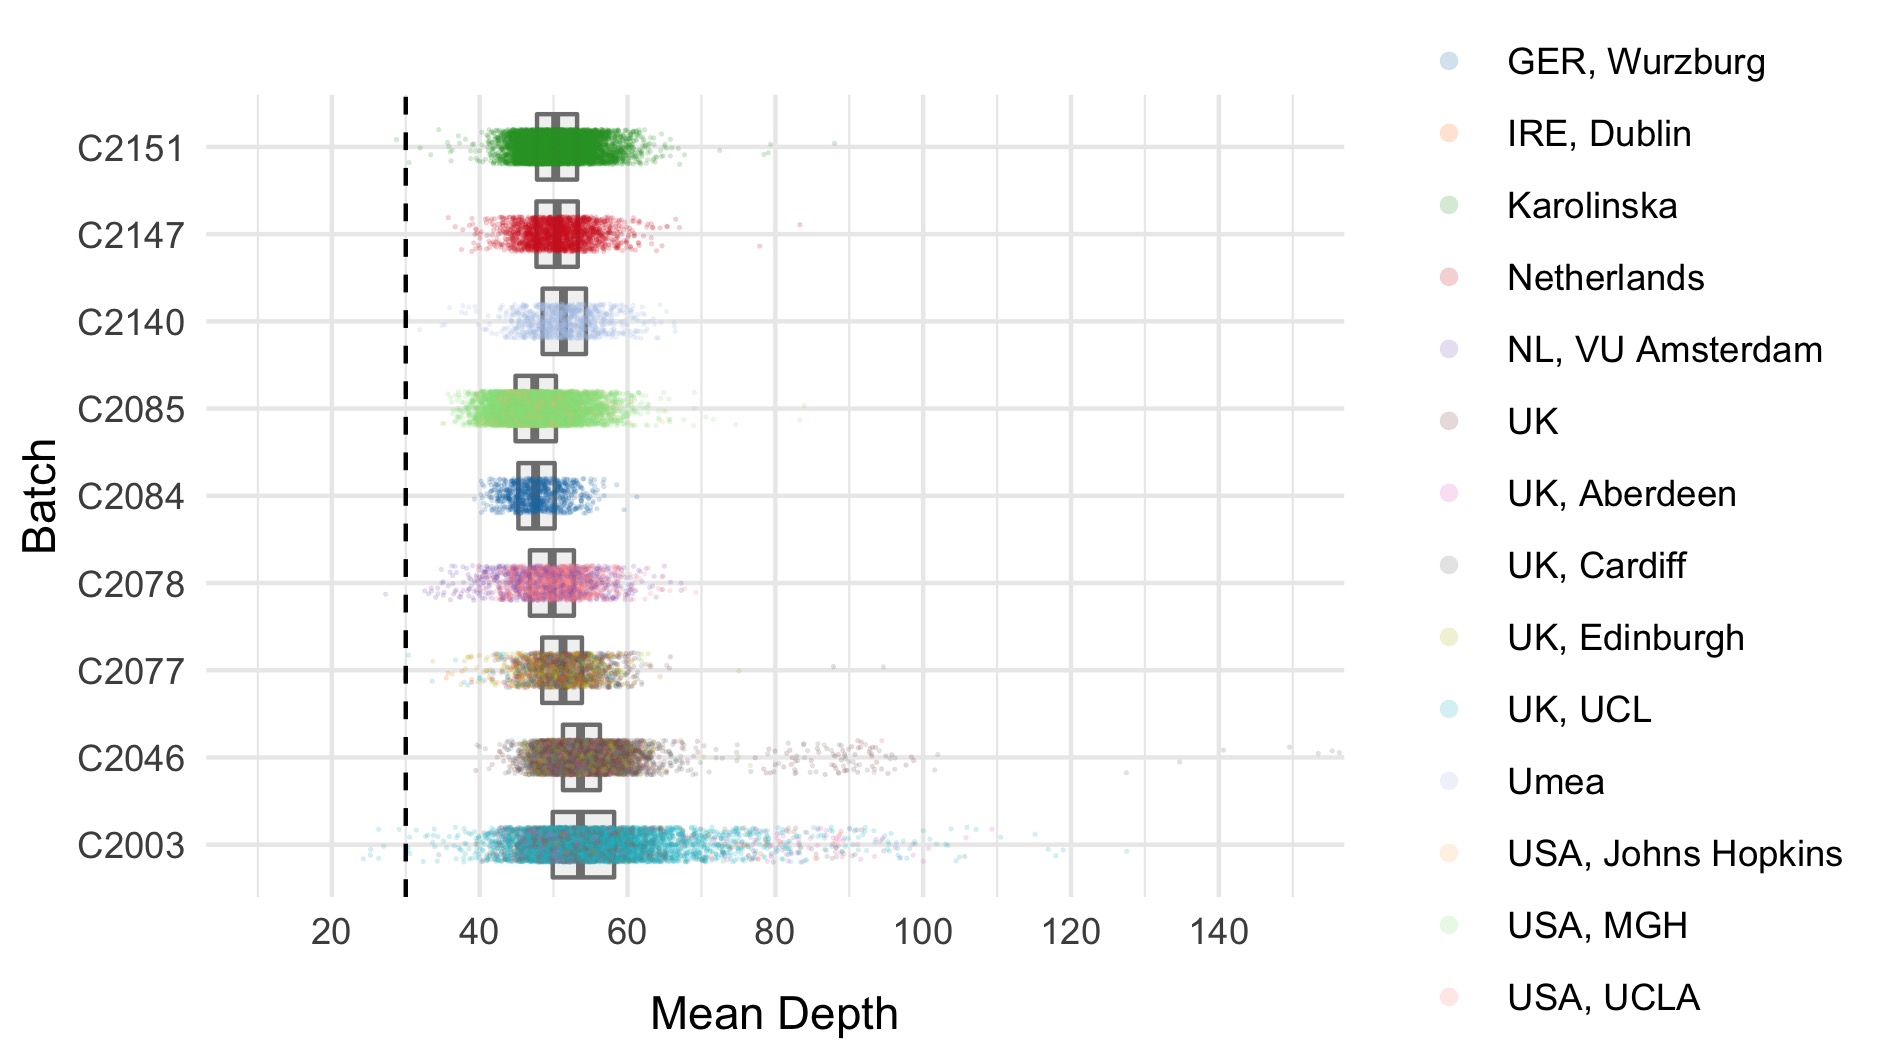 GER, Wurzburg
IRE, Dublin
Karolinska
Netherlands
NL, VU Amsterdam
UK
UK, Aberdeen
UK, Cardiff
UK, Edinburgh
UK, UCL
Umea
USA, Johns Hopkins
USA, MGH
USA, UCLA
Batch
C2151
C2147
C2140
C2085
C2084
C2078
C2077
C2046
C2003
20 40 60 80 100 120 140
Mean Depth